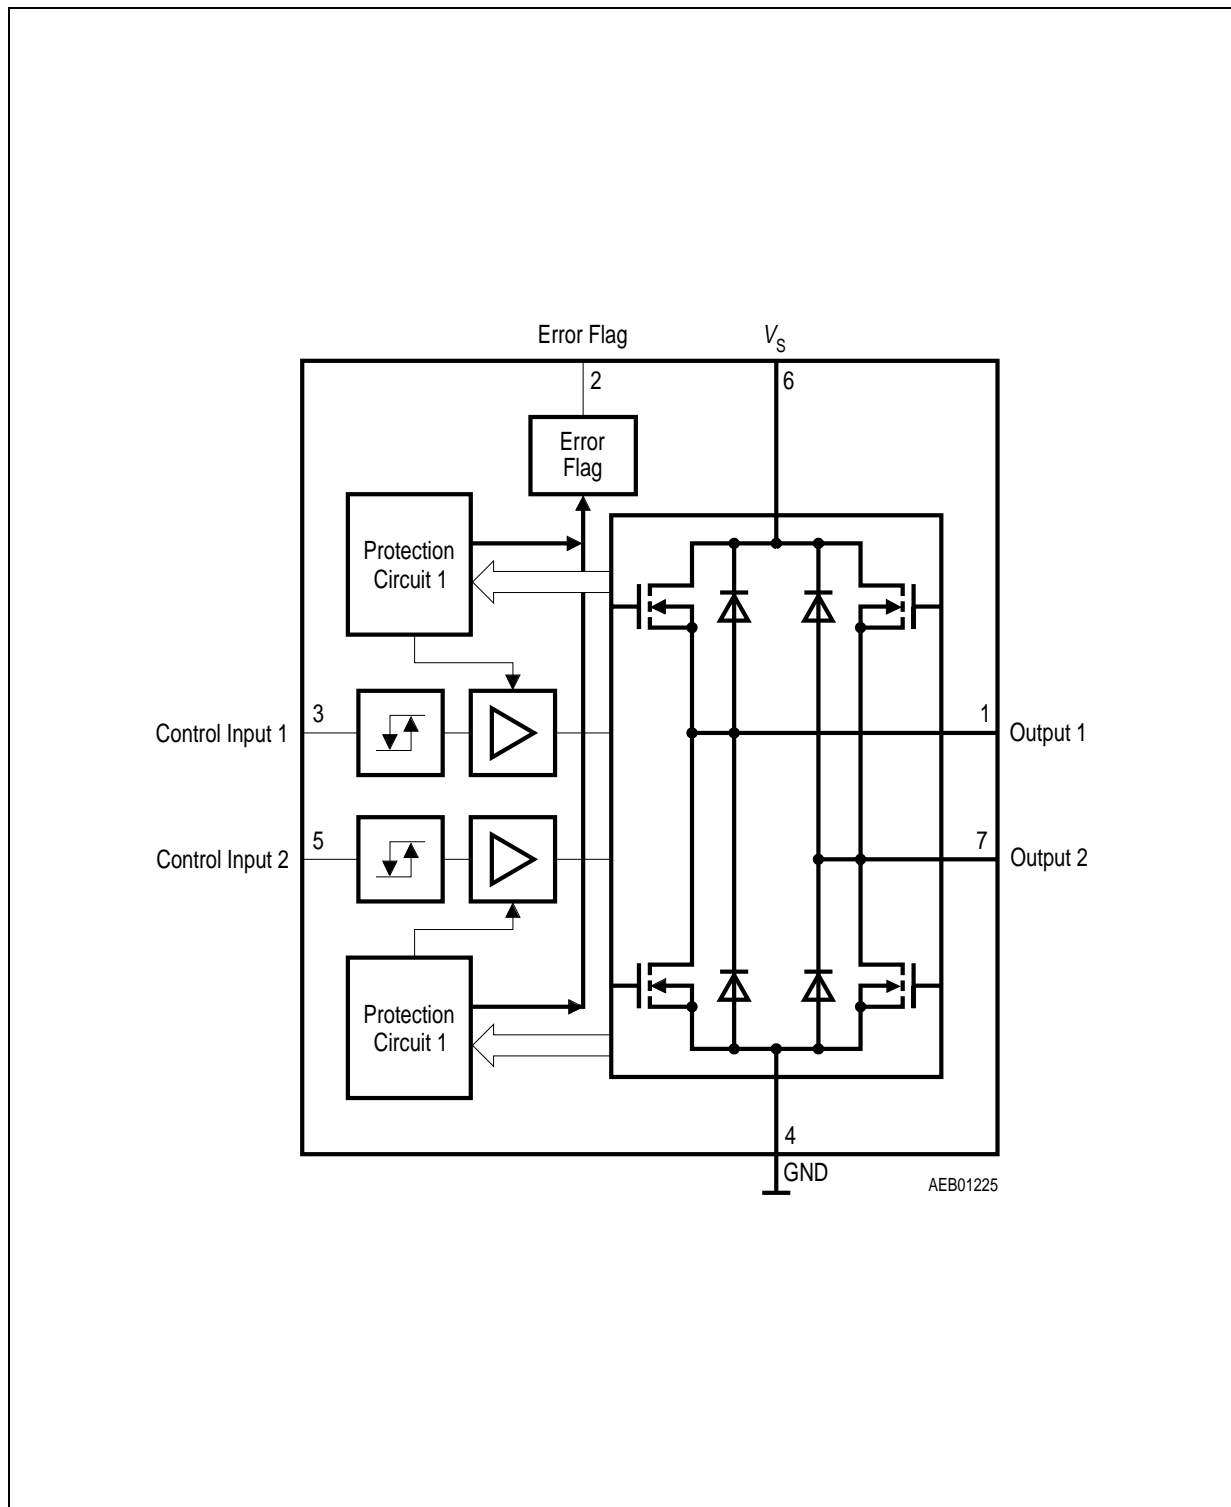 Error Flag
V_S
2
6
Error
Flag
Protection
Circuit 1
3
1
Control Input 1
Output 1
5
7
Control Input 2
Output 2
Protection
Circuit 1
4
GND
AEB01225